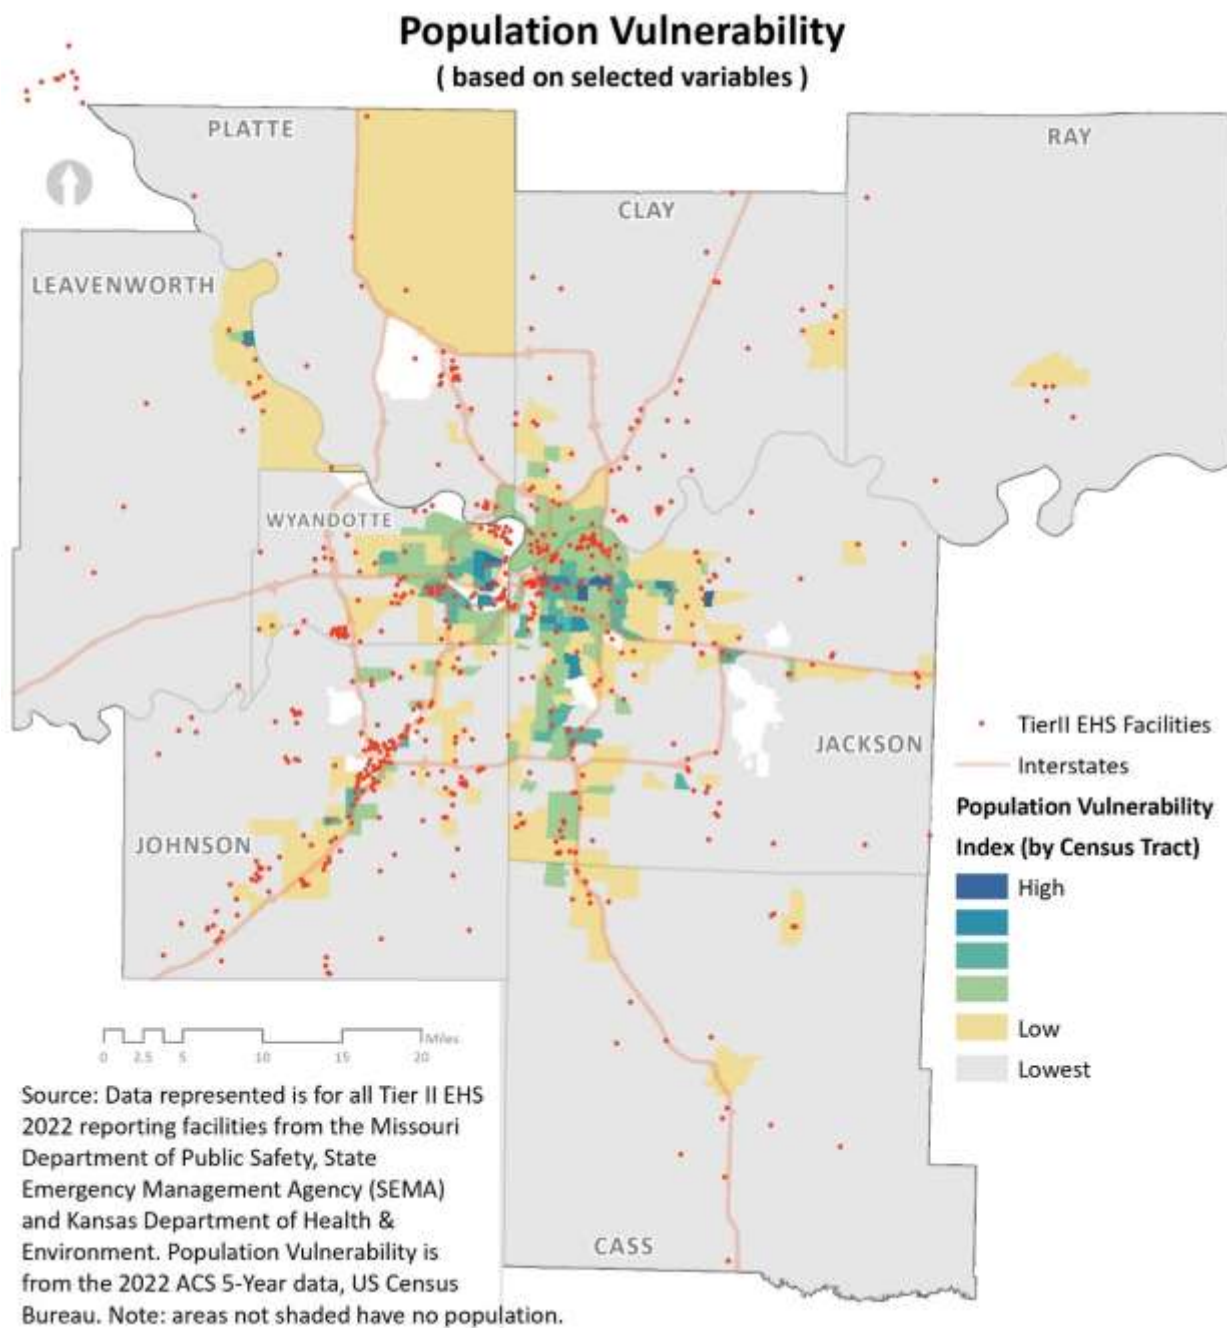 Population Vulnerability
( based on selected variables )
PLATTE
RAY
CLAY
LEAVENWORTH
WYANDOTTE
JACKSON
JOHNSON
CASS
TierII EHS Facilities
Interstates
Population Vulnerability
Index (by Census Tract)
High
Low
Lowest
Miles
0 2.5 5 10 15 20
Source: Data represented is for all Tier II EHS
2022 reporting facilities from the Missouri
Department of Public Safety, State
Emergency Management Agency (SEMA)
and Kansas Department of Health &
Environment. Population Vulnerability is
from the 2022 ACS 5-Year data, US Census
Bureau. Note: areas not shaded have no population.